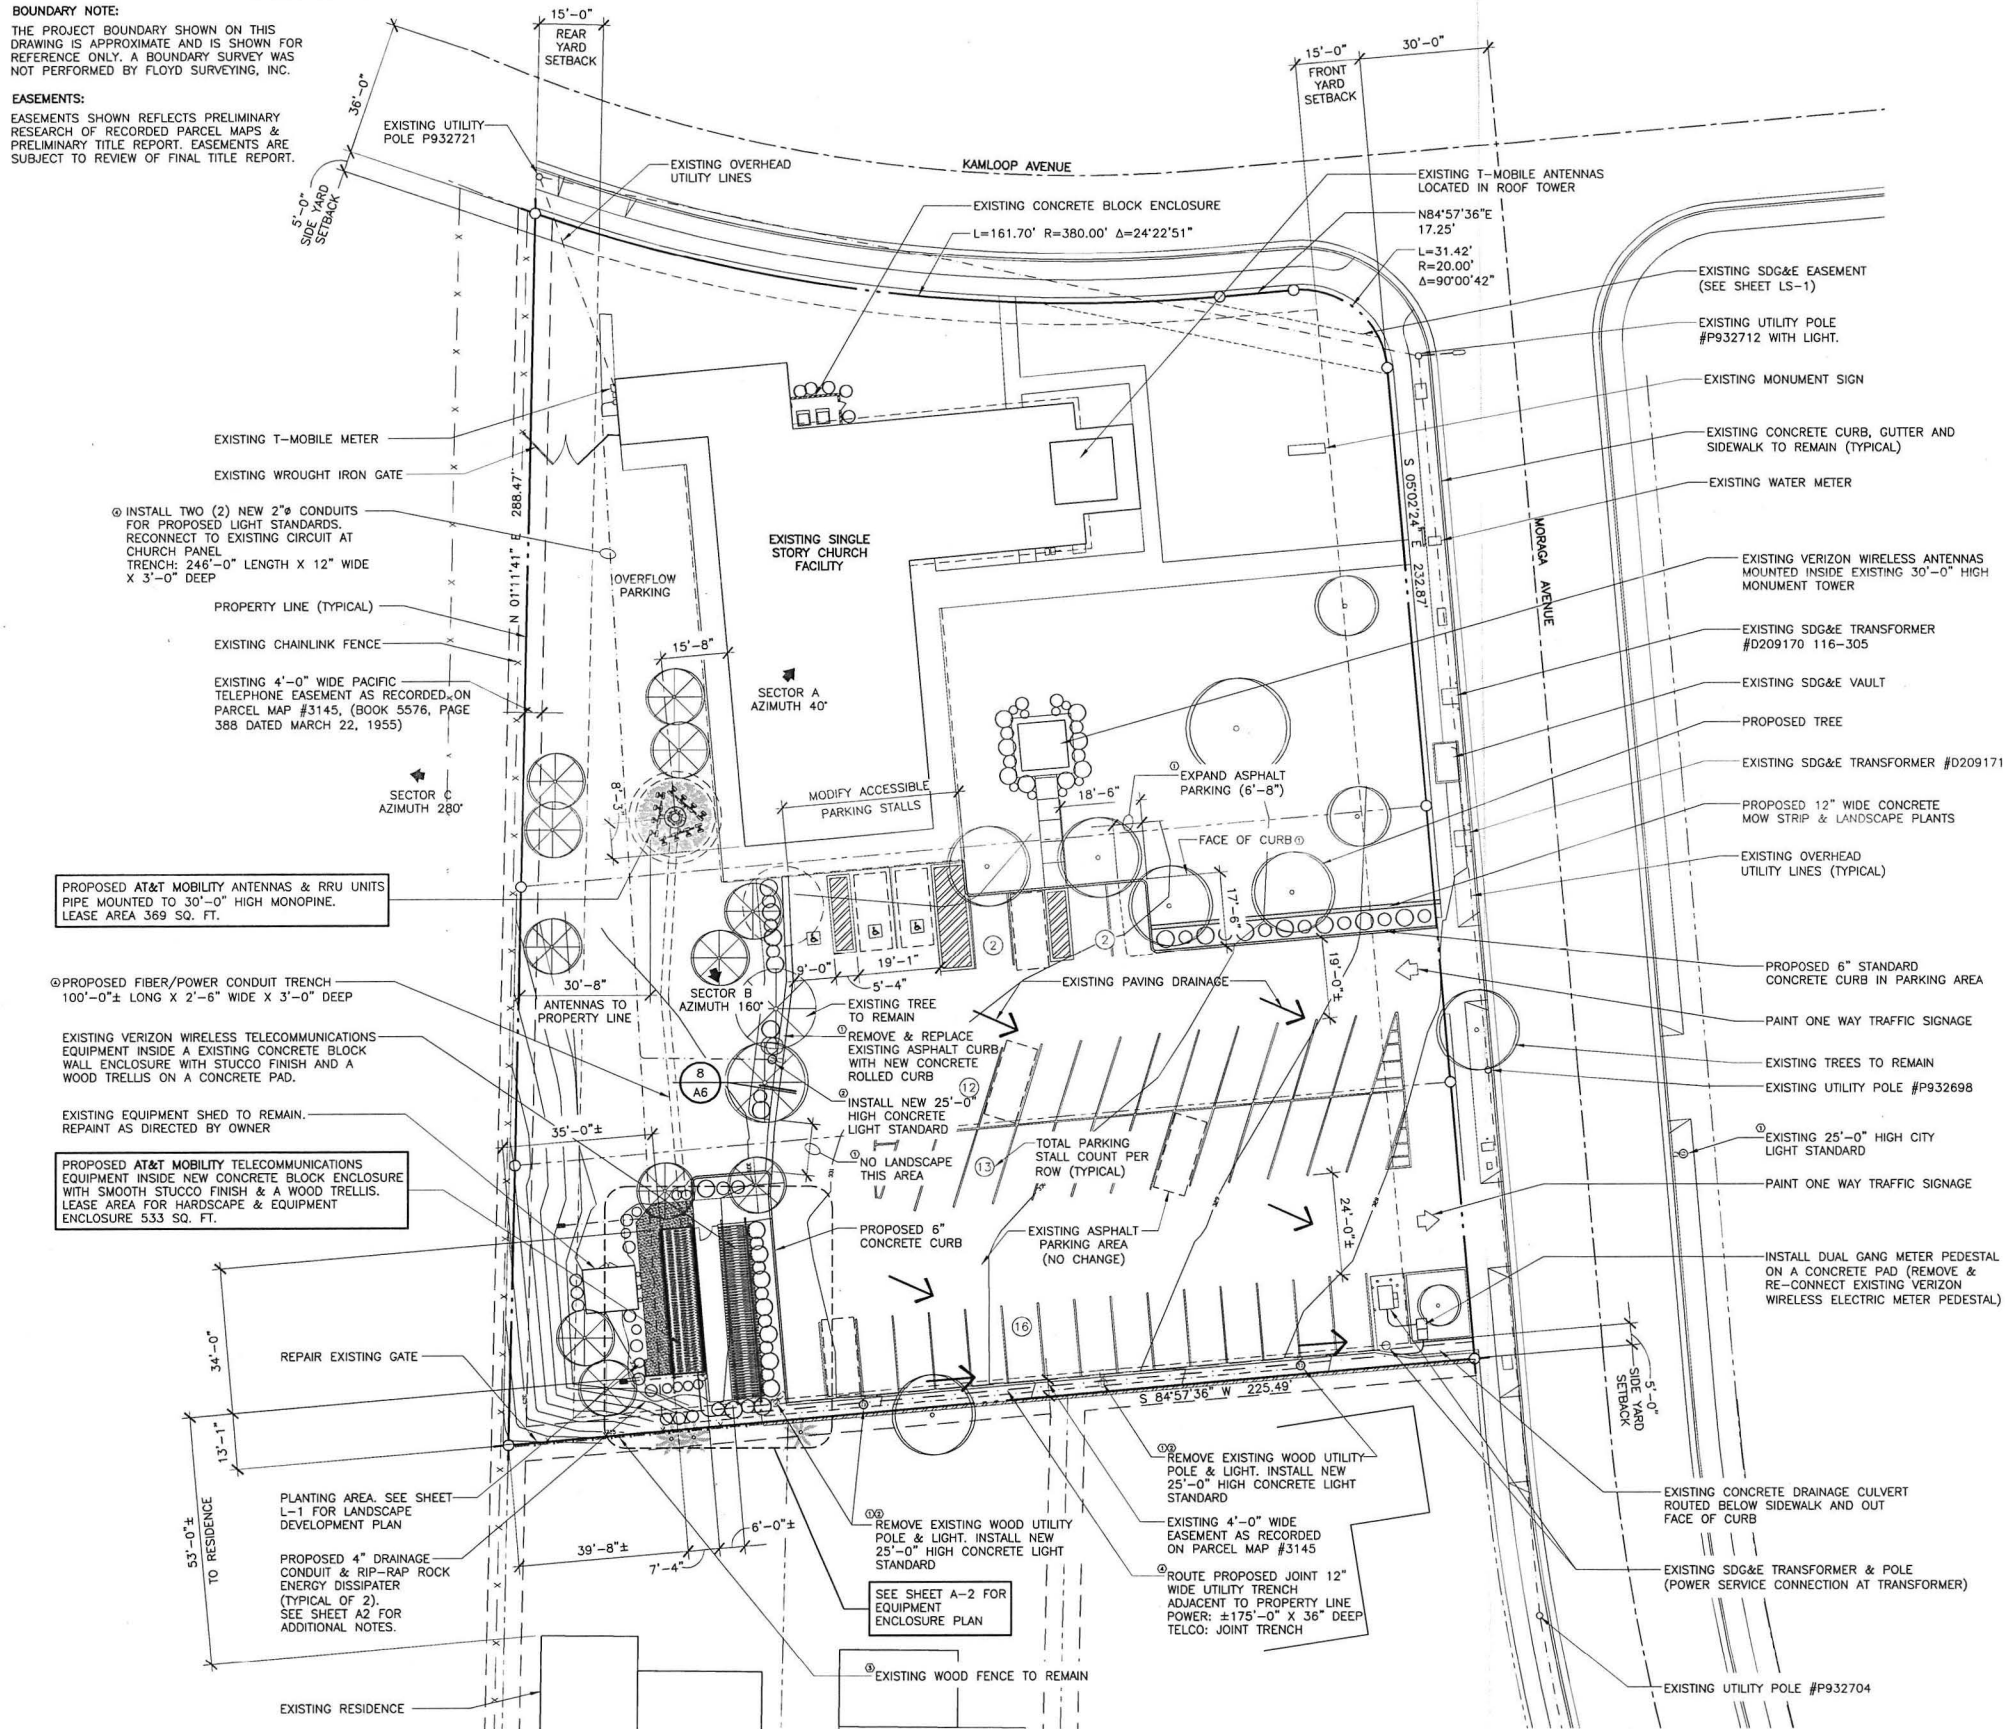 BOUNDARY NOTE:
THE PROJECT BOUNDARY SHOWN ON THIS
DRAWING IS APPROXIMATE AND IS SHOWN FOR
REFERENCE ONLY. A BOUNDARY SURVEY WAS
NOT PERFORMED BY FLOYD SURVEYING, INC.
EASEMENTS:
EASEMENTS SHOWN REFLECTS PRELIMINARY
RESEARCH OF RECORDED PARCEL MAPS &
PRELIMINARY TITLE REPORT. EASEMENTS ARE
SUBJECT TO REVIEW OF FINAL TITLE REPORT.
15'-0"
REAR
YARD
SETBACK
36'-0"
5'-0"
SIDE YARD
SETBACK
EXISTING UTILITY
POLE P932721
EXISTING OVERHEAD
UTILITY LINES
KAMLOOP AVENUE
15'-0"
FRONT
YARD
SETBACK
30'-0"
EXISTING CONCRETE BLOCK ENCLOSURE
L=161.70' R=380.00' Δ=24°22'51"
EXISTING T-MOBILE ANTENNAS
LOCATED IN ROOF TOWER
N84°57'36"E
17.25'
L=31.42'
R=20.00'
Δ=90°00'42"
EXISTING SDG&E EASEMENT
(SEE SHEET LS-1)
EXISTING UTILITY POLE
#P932712 WITH LIGHT.
EXISTING MONUMENT SIGN
EXISTING CONCRETE CURB, GUTTER AND
SIDEWALK TO REMAIN (TYPICAL)
EXISTING WATER METER
EXISTING VERIZON WIRELESS ANTENNAS
MOUNTED INSIDE EXISTING 30'-0" HIGH
MONUMENT TOWER
EXISTING SDG&E TRANSFORMER
#D209170 116-305
EXISTING SDG&E VAULT
PROPOSED TREE
EXISTING SDG&E TRANSFORMER #D209171
PROPOSED 12" WIDE CONCRETE
MOW STRIP & LANDSCAPE PLANTS
EXISTING OVERHEAD
UTILITY LINES (TYPICAL)
PROPOSED 6" STANDARD
CONCRETE CURB IN PARKING AREA
PAINT ONE WAY TRAFFIC SIGNAGE
EXISTING TREES TO REMAIN
EXISTING UTILITY POLE #P932698
③ EXISTING 25'-0" HIGH CITY
LIGHT STANDARD
PAINT ONE WAY TRAFFIC SIGNAGE
INSTALL DUAL GANG METER PEDESTAL
ON A CONCRETE PAD (REMOVE &
RE-CONNECT EXISTING VERIZON
WIRELESS ELECTRIC METER PEDESTAL)
5'-0"
SIDE YARD
SETBACK
EXISTING CONCRETE DRAINAGE CULVERT
ROUTED BELOW SIDEWALK AND OUT
FACE OF CURB
EXISTING SDG&E TRANSFORMER & POLE
(POWER SERVICE CONNECTION AT TRANSFORMER)
EXISTING UTILITY POLE #P932704
MORAGA AVENUE
S 05°02'24" E 232.87'
N 01°11'41" E 288.47'
EXISTING T-MOBILE METER
EXISTING WROUGHT IRON GATE
④ INSTALL TWO (2) NEW 2"ø CONDUITS
FOR PROPOSED LIGHT STANDARDS.
RECONNECT TO EXISTING CIRCUIT AT
CHURCH PANEL
TRENCH: 246'-0" LENGTH X 12" WIDE
X 3'-0" DEEP
PROPERTY LINE (TYPICAL)
EXISTING CHAINLINK FENCE
EXISTING 4'-0" WIDE PACIFIC
TELEPHONE EASEMENT AS RECORDED ON
PARCEL MAP #3145, (BOOK 5576, PAGE
388 DATED MARCH 22, 1955)
SECTOR C
AZIMUTH 280°
OVERFLOW
PARKING
EXISTING SINGLE
STORY CHURCH
FACILITY
15'-8"
SECTOR A
AZIMUTH 40°
8'-3"
MODIFY ACCESSIBLE
PARKING STALLS
18'-6"
① EXPAND ASPHALT
PARKING (6'-8")
FACE OF CURB ①
17'-6"
19'-0"±
PROPOSED AT&T MOBILITY ANTENNAS & RRU UNITS
PIPE MOUNTED TO 30'-0" HIGH MONOPINE.
LEASE AREA 369 SQ. FT.
④ PROPOSED FIBER/POWER CONDUIT TRENCH
100'-0"± LONG X 2'-6" WIDE X 3'-0" DEEP
EXISTING VERIZON WIRELESS TELECOMMUNICATIONS
EQUIPMENT INSIDE A EXISTING CONCRETE BLOCK
WALL ENCLOSURE WITH STUCCO FINISH AND A
WOOD TRELLIS ON A CONCRETE PAD.
EXISTING EQUIPMENT SHED TO REMAIN.
REPAINT AS DIRECTED BY OWNER
PROPOSED AT&T MOBILITY TELECOMMUNICATIONS
EQUIPMENT INSIDE NEW CONCRETE BLOCK ENCLOSURE
WITH SMOOTH STUCCO FINISH & A WOOD TRELLIS.
LEASE AREA FOR HARDSCAPE & EQUIPMENT
ENCLOSURE 533 SQ. FT.
30'-8"
ANTENNAS TO
PROPERTY LINE
SECTOR B
AZIMUTH 160°
9'-0"
19'-1"
5'-4"
2
2
EXISTING PAVING DRAINAGE
EXISTING TREE
TO REMAIN
① REMOVE & REPLACE
EXISTING ASPHALT CURB
WITH NEW CONCRETE
ROLLED CURB
12
8
A6
② INSTALL NEW 25'-0"
HIGH CONCRETE
LIGHT STANDARD
35'-0"±
① NO LANDSCAPE
THIS AREA
13
TOTAL PARKING
STALL COUNT PER
ROW (TYPICAL)
24'-0"±
PROPOSED 6"
CONCRETE CURB
EXISTING ASPHALT
PARKING AREA
(NO CHANGE)
16
34'-0"
REPAIR EXISTING GATE
13'-1"
53'-0"±
TO RESIDENCE
S 84°57'36" W 225.49'
PLANTING AREA. SEE SHEET
L-1 FOR LANDSCAPE
DEVELOPMENT PLAN
PROPOSED 4" DRAINAGE
CONDUIT & RIP-RAP ROCK
ENERGY DISSIPATER
(TYPICAL OF 2).
SEE SHEET A2 FOR
ADDITIONAL NOTES.
39'-8"±
7'-4"
6'-0"±
①② REMOVE EXISTING WOOD UTILITY
POLE & LIGHT. INSTALL NEW
25'-0" HIGH CONCRETE LIGHT
STANDARD
SEE SHEET A-2 FOR
EQUIPMENT
ENCLOSURE PLAN
①② REMOVE EXISTING WOOD UTILITY
POLE & LIGHT. INSTALL NEW
25'-0" HIGH CONCRETE LIGHT
STANDARD
EXISTING 4'-0" WIDE
EASEMENT AS RECORDED
ON PARCEL MAP #3145
④ ROUTE PROPOSED JOINT 12"
WIDE UTILITY TRENCH
ADJACENT TO PROPERTY LINE
POWER: ±175'-0" X 36" DEEP
TELCO: JOINT TRENCH
③ EXISTING WOOD FENCE TO REMAIN
EXISTING RESIDENCE